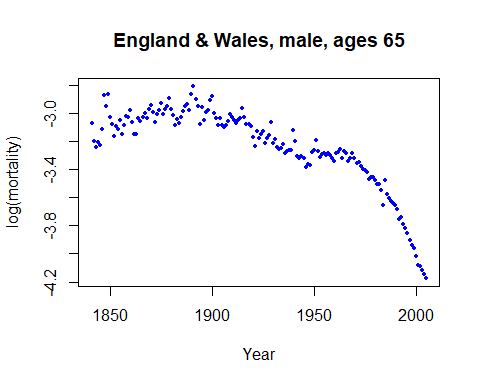 England & Wales, male, ages 65
log(mortality)
-3.0
-3.4
-3.8
-4.2
1850
1900
1950
2000
Year